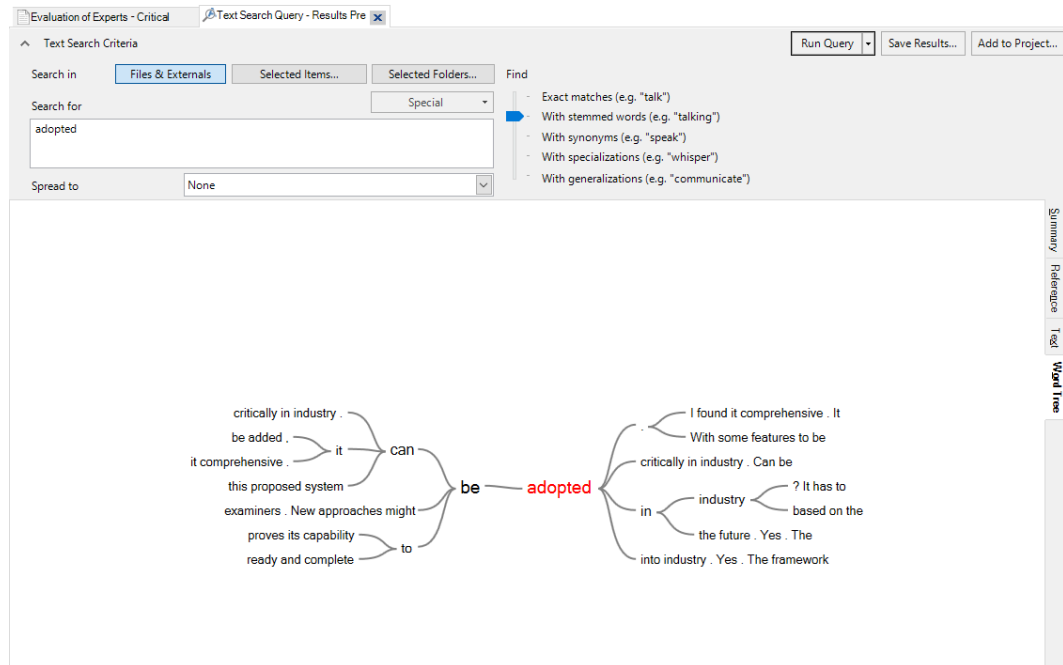 Evaluation of Experts - Critical
Text Search Query - Results Pre
Text Search Criteria
Run Query
Save Results...
Add to Project...
Search in
Files & Externals
Selected Items...
Selected Folders...
Find
Search for
Special
adopted
Exact matches (e.g. "talk")
With stemmed words (e.g. "talking")
With synonyms (e.g. "speak")
With specializations (e.g. "whisper")
With generalizations (e.g. "communicate")
Spread to
None
Summary
Reference
Text
Word Tree
critically in industry .
be added .
it comprehensive .
it
this proposed system
can
examiners . New approaches might
proves its capability
ready and complete
to
be
adopted
.
I found it comprehensive . It
With some features to be
critically in industry . Can be
in
industry
? It has to
based on the
the future . Yes . The
into industry . Yes . The framework